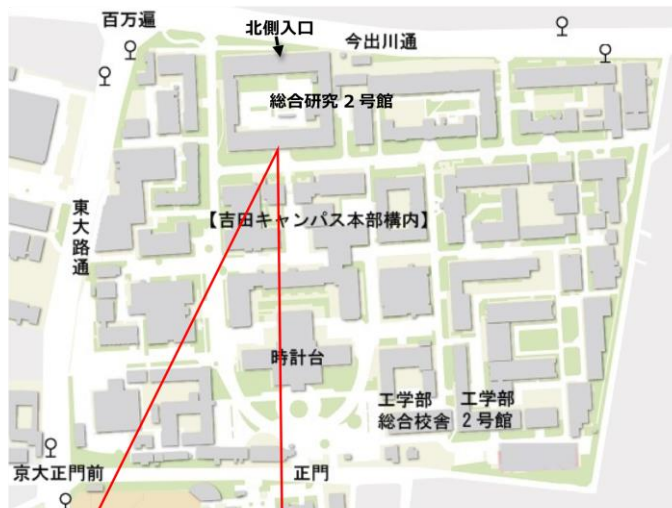 百万遍
北側入口
今出川通
総合研究２号館
東大路通
【吉田キャンパス本部構内】
時計台
工学部
総合校舎
工学部
２号館
京大正門前
正門